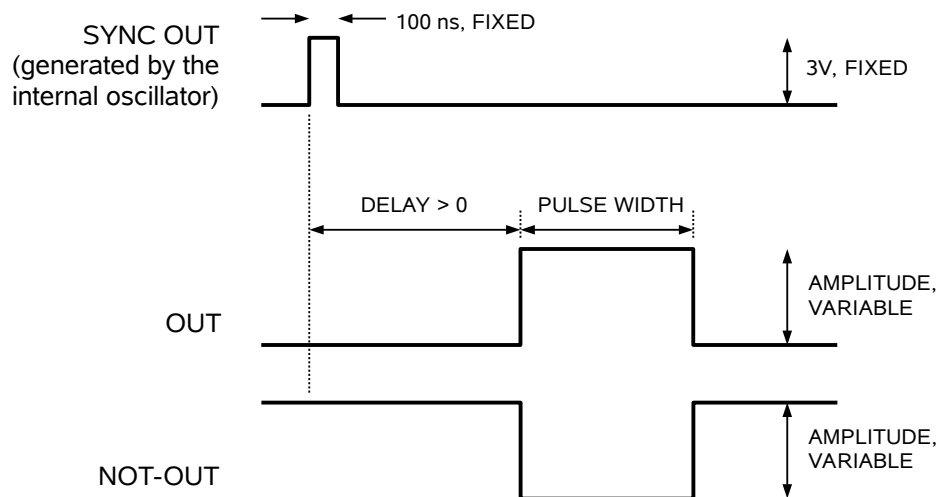 100 ns, FIXED
SYNC OUT
(generated by the
internal oscillator)
3V, FIXED
DELAY > 0
PULSE WIDTH
AMPLITUDE,
VARIABLE
OUT
AMPLITUDE,
VARIABLE
NOT-OUT